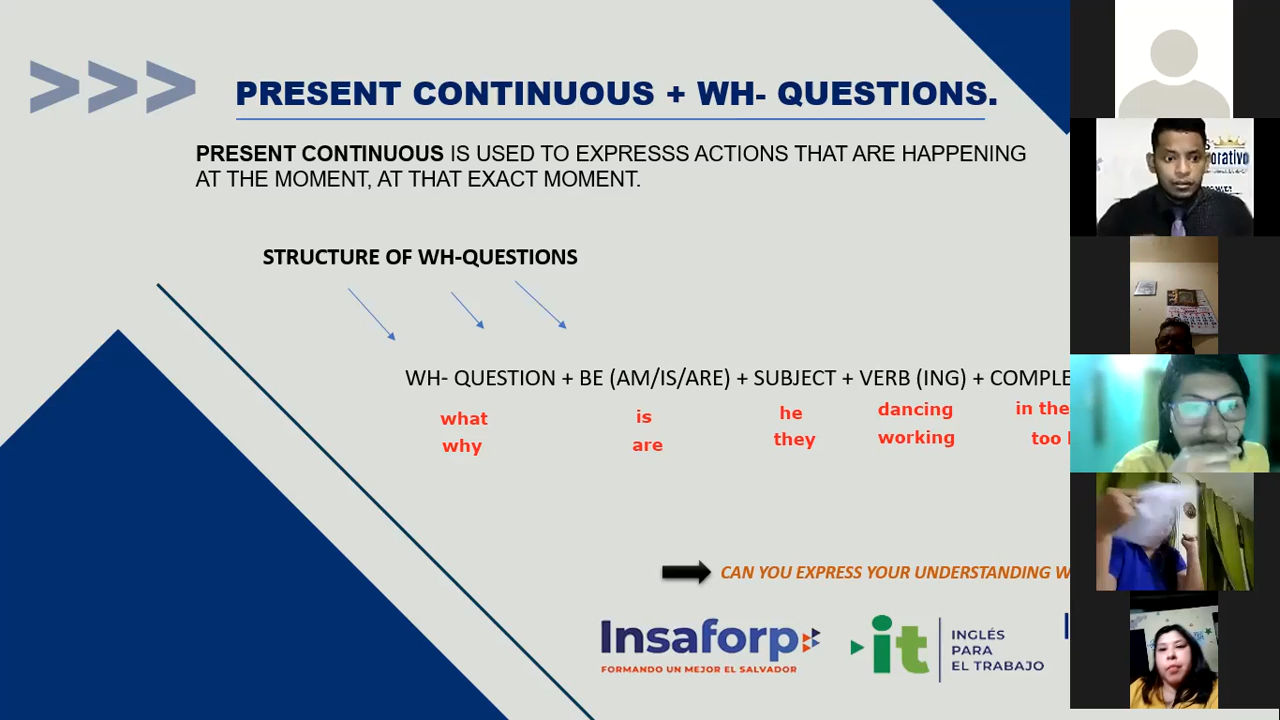 >>> PRESENT CONTINUOUS + WH- QUESTIONS.
PRESENT CONTINUOUS IS USED TO EXPRESSS ACTIONS THAT ARE HAPPENING
AT THE MOMENT, AT THAT EXACT MOMENT.
STRUCTURE OF WH-QUESTIONS
WH- QUESTION + BE (AM/IS/ARE) + SUBJECT + VERB (ING) + COMPLE
what is he dancing in the
why are they working too
CAN YOU EXPRESS YOUR UNDERSTANDING W
Insaforp
FORMANDO UN MEJOR EL SALVADOR
it
INGLÉS
PARA
EL TRABAJO
orativo